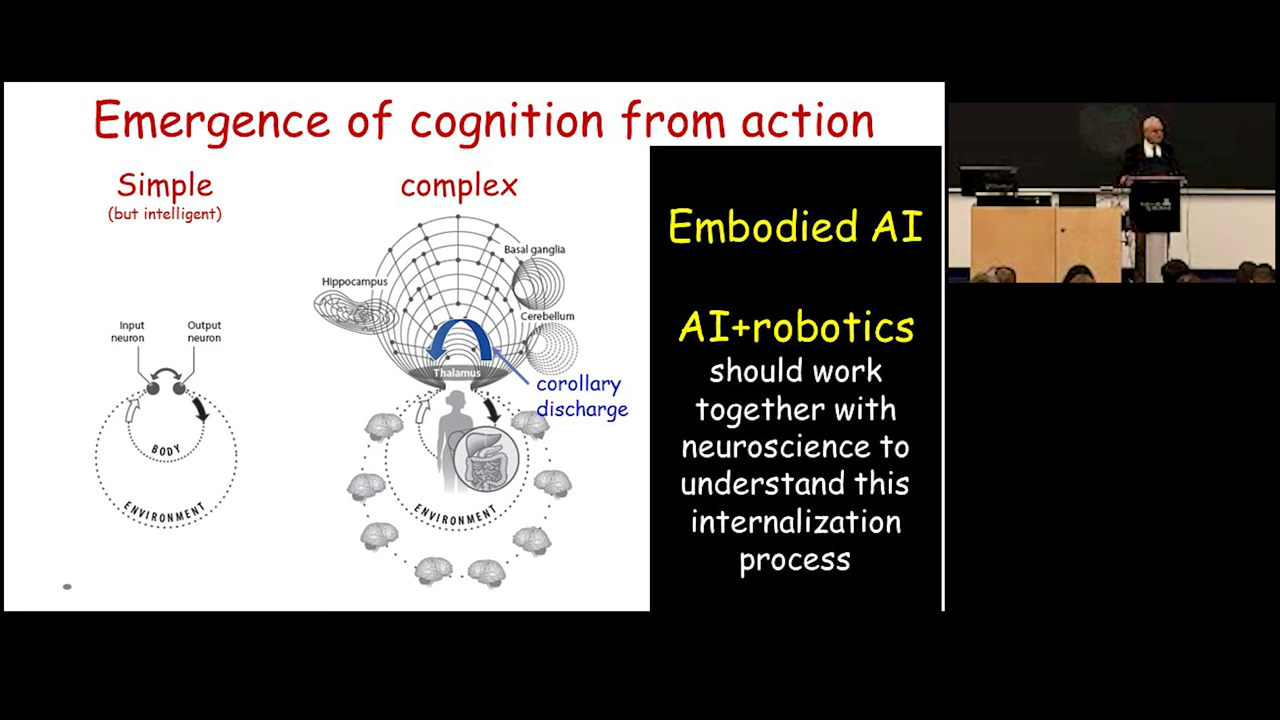 Emergence of cognition from action
Simple
(but intelligent)
complex
Input
neuron
Output
neuron
BODY
ENVIRONMENT
Basal ganglia
Hippocampus
Cerebellum
Thalamus
corollary
discharge
ENVIRONMENT
Embodied AI
AI+robotics
should work
together with
neuroscience to
understand this
internalization
process